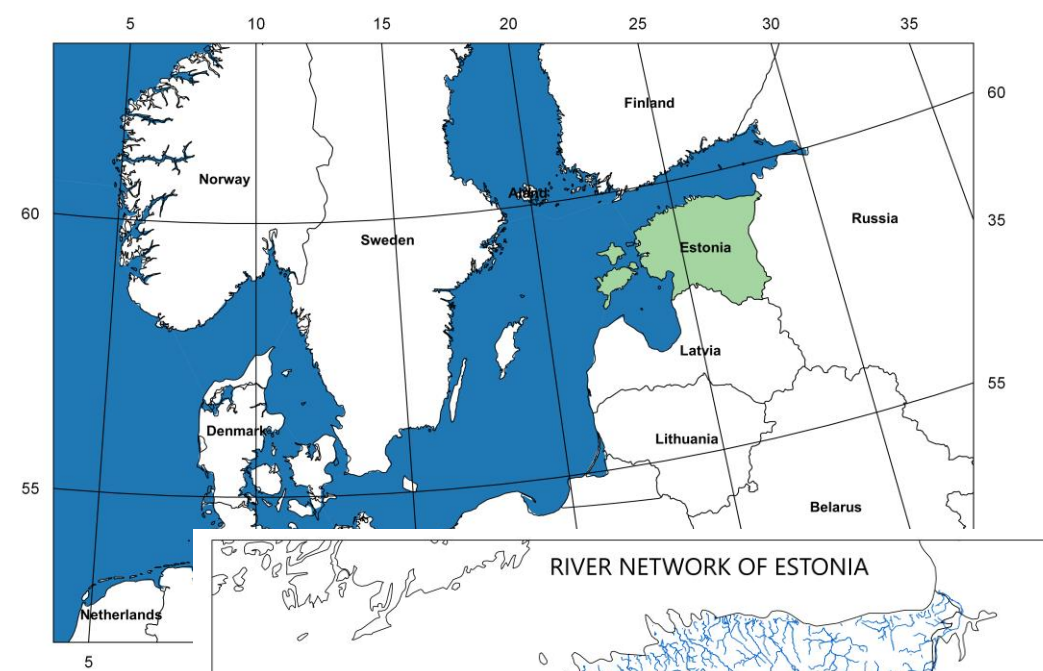 5 10 15 20 25 30 35
Finland
60
Norway
Aland
60
Russia
35
Sweden
Estonia
Latvia
55
Denmark
Lithuania
55
Belarus
RIVER NETWORK OF ESTONIA
Netherlands
5